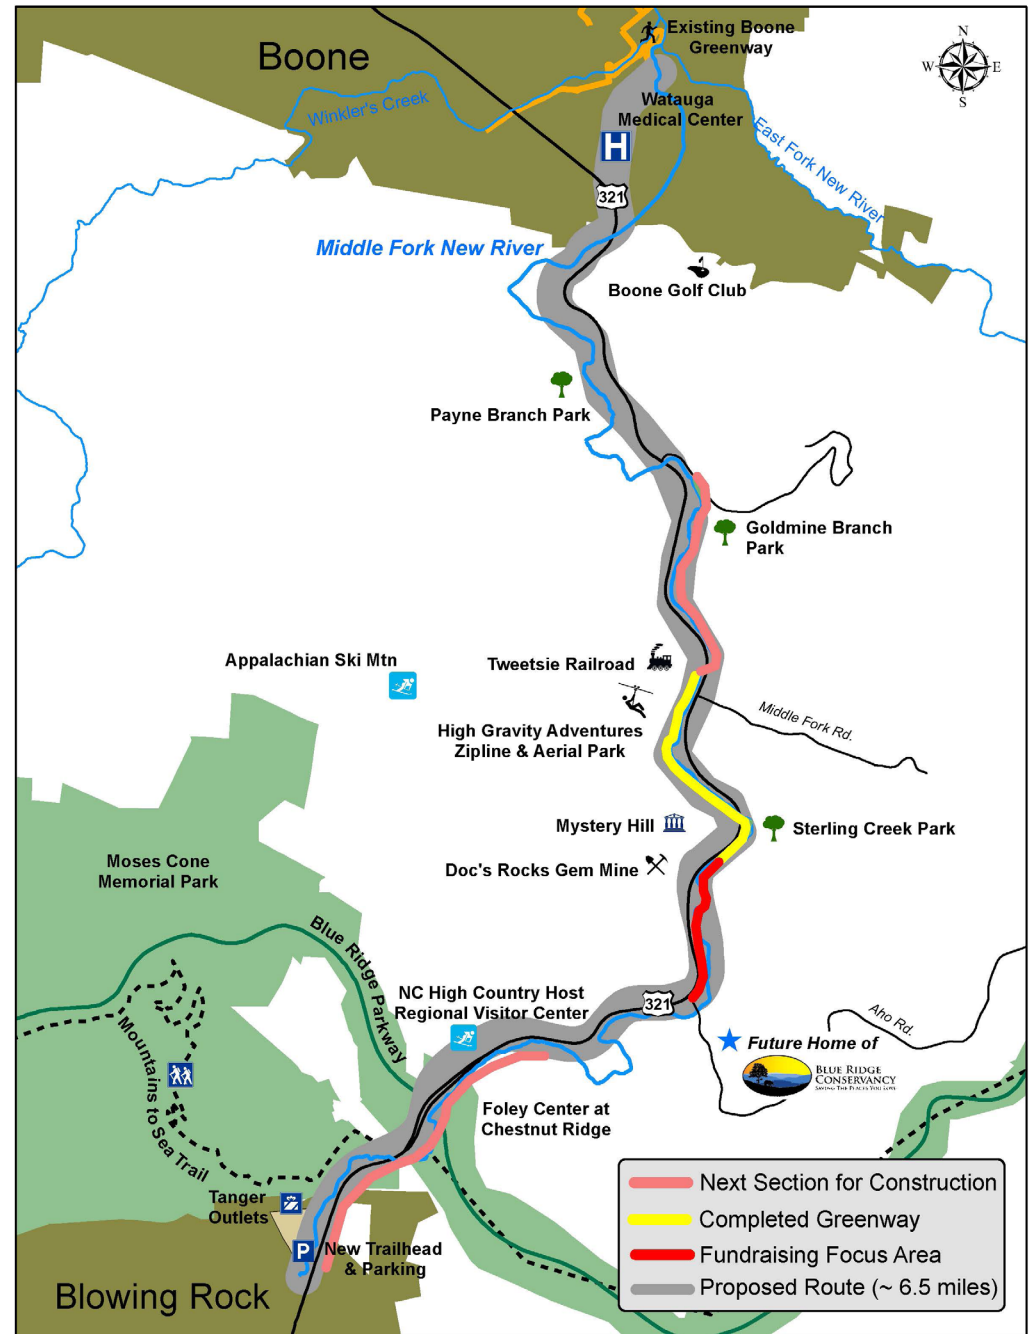 Boone
Existing Boone
Greenway
N
W
E
S
Winkler's Creek
Watauga
Medical Center
H
East Fork New River
321
Middle Fork New River
Boone Golf Club
Payne Branch Park
Goldmine Branch
Park
Appalachian Ski Mtn
Tweetsie Railroad
High Gravity Adventures
Zipline & Aerial Park
Middle Fork Rd.
Mystery Hill
Sterling Creek Park
Doc's Rocks Gem Mine
Moses Cone
Memorial Park
Blue Ridge Parkway
NC High Country Host
Regional Visitor Center
321
Aho Rd.
Future Home of
BLUE RIDGE
CONSERVANCY
SAVING THE PLACES YOU LOVE
Mountains to Sea Trail
Foley Center at
Chestnut Ridge
Tanger
Outlets
P
New Trailhead
& Parking
Blowing Rock
Next Section for Construction
Completed Greenway
Fundraising Focus Area
Proposed Route (~ 6.5 miles)